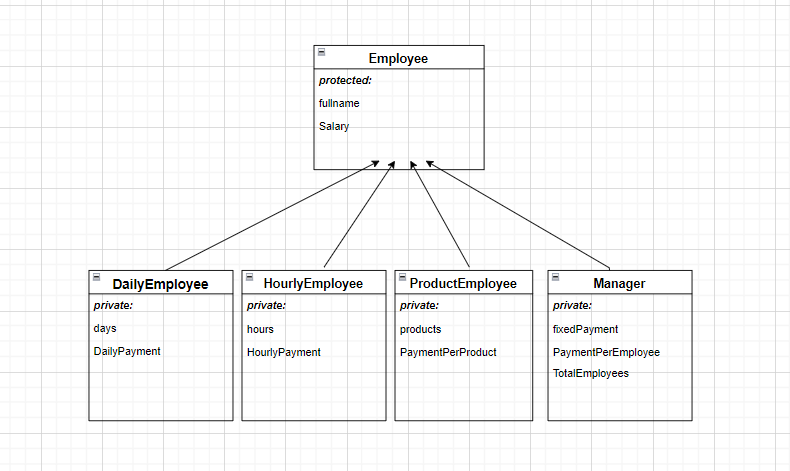 Employee
protected:
fullname
Salary
DailyEmployee
private:
days
DailyPayment
HourlyEmployee
private:
hours
HourlyPayment
ProductEmployee
private:
products
PaymentPerProduct
Manager
private:
fixedPayment
PaymentPerEmployee
TotalEmployees